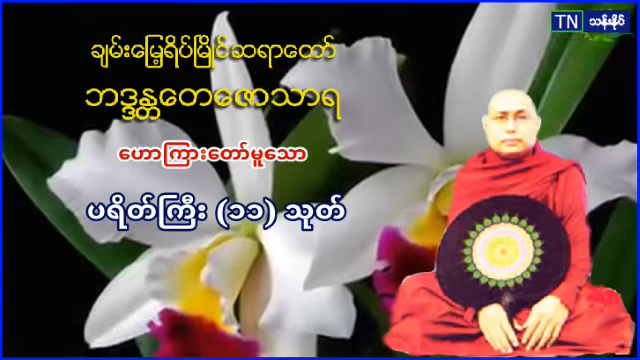 TN သန်းနိုင်
ချမ်းမြေ့ရိပ်မြိုင်ဆရာတော်
ဘဒ္ဒန္တတေဇောသာရ
ဟောကြားတော်မူသော
ပရိတ်ကြီး (၁၁) သုတ်